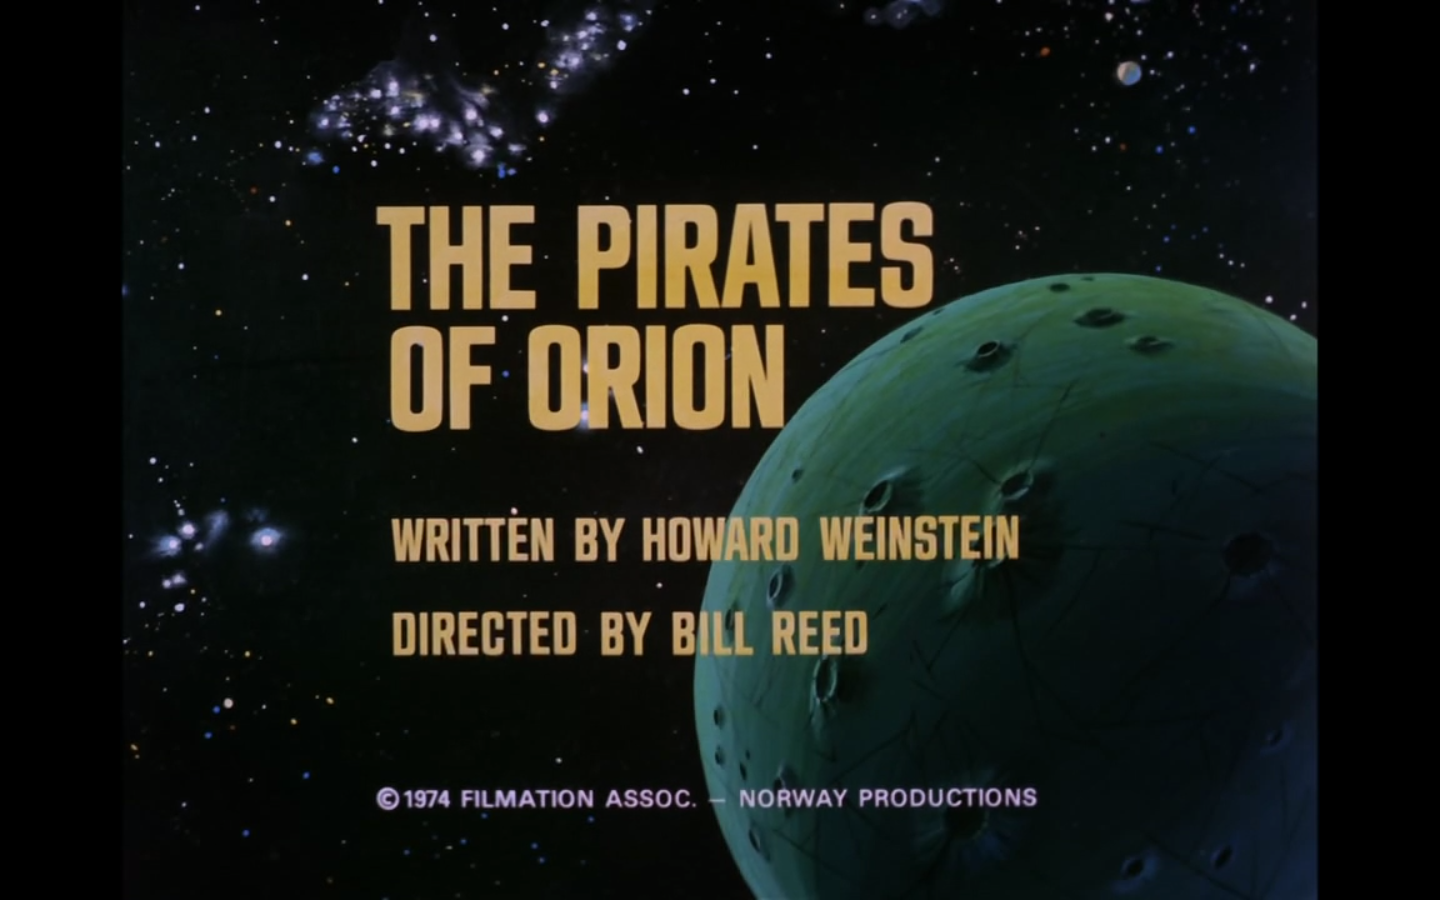 THE PIRATES
OF ORION
WRITTEN BY HOWARD WEINSTEIN
DIRECTED BY BILL REED
©1974 FILMATION ASSOC. — NORWAY PRODUCTIONS